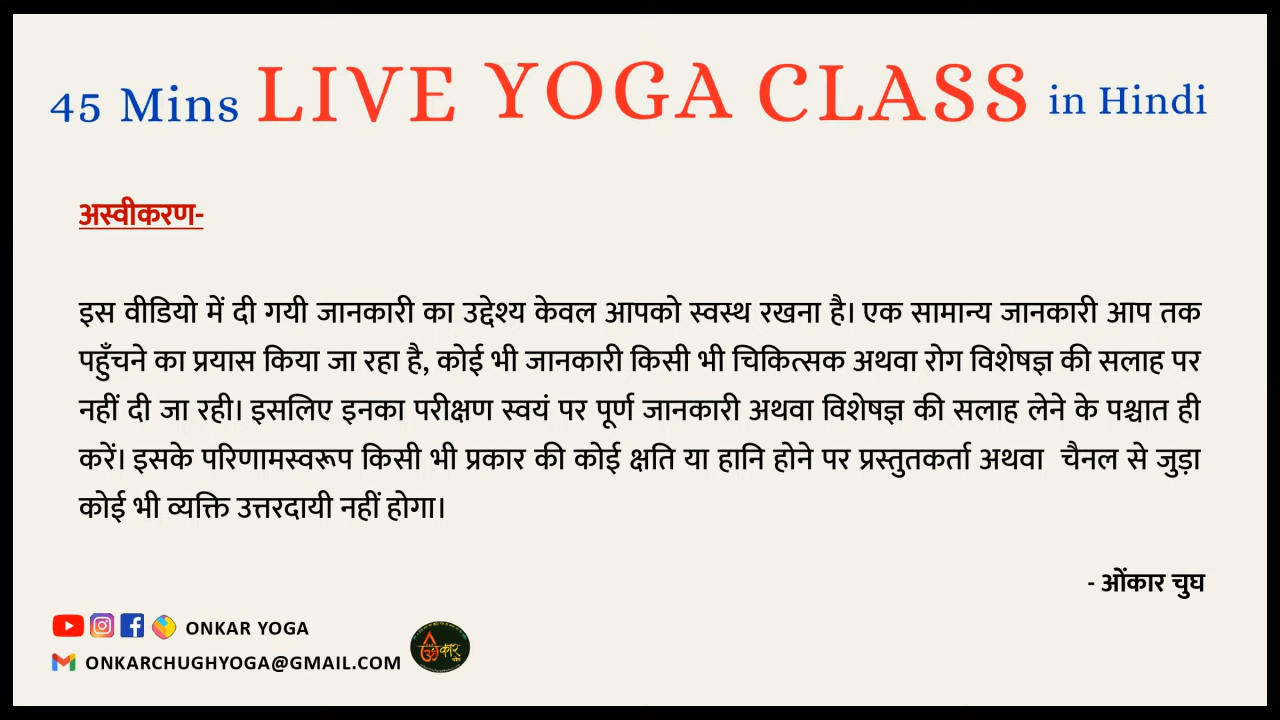 45 Mins LIVE YOGA CLASS in Hindi
अस्वीकरण-
इस वीडियो में दी गयी जानकारी का उद्देश्य केवल आपको स्वस्थ रखना है। एक सामान्य जानकारी आप तक
पहुँचने का प्रयास किया जा रहा है, कोई भी जानकारी किसी भी चिकित्सक अथवा रोग विशेषज्ञ की सलाह पर
नहीं दी जा रही। इसलिए इनका परीक्षण स्वयं पर पूर्ण जानकारी अथवा विशेषज्ञ की सलाह लेने के पश्चात ही
करें। इसके परिणामस्वरूप किसी भी प्रकार की कोई क्षति या हानि होने पर प्रस्तुतकर्ता अथवा चैनल से जुड़ा
कोई भी व्यक्ति उत्तरदायी नहीं होगा।
- ओंकार चुघ
ONKAR YOGA
ONKARCHUGHYOGA@GMAIL.COM